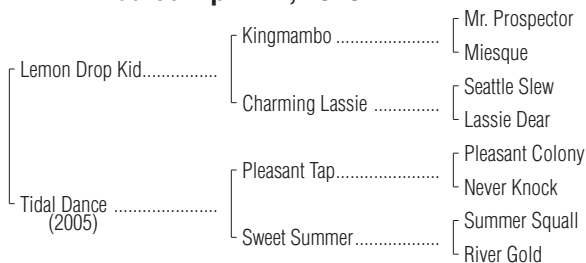 Mr. Prospector
Kingmambo ...................
Miesque
Lemon Drop Kid...............
Seattle Slew
Charming Lassie .............
Lassie Dear
Pleasant Colony
Pleasant Tap...................
Never Knock
Tidal Dance .....................
(2005)
Summer Squall
Sweet Summer................
River Gold